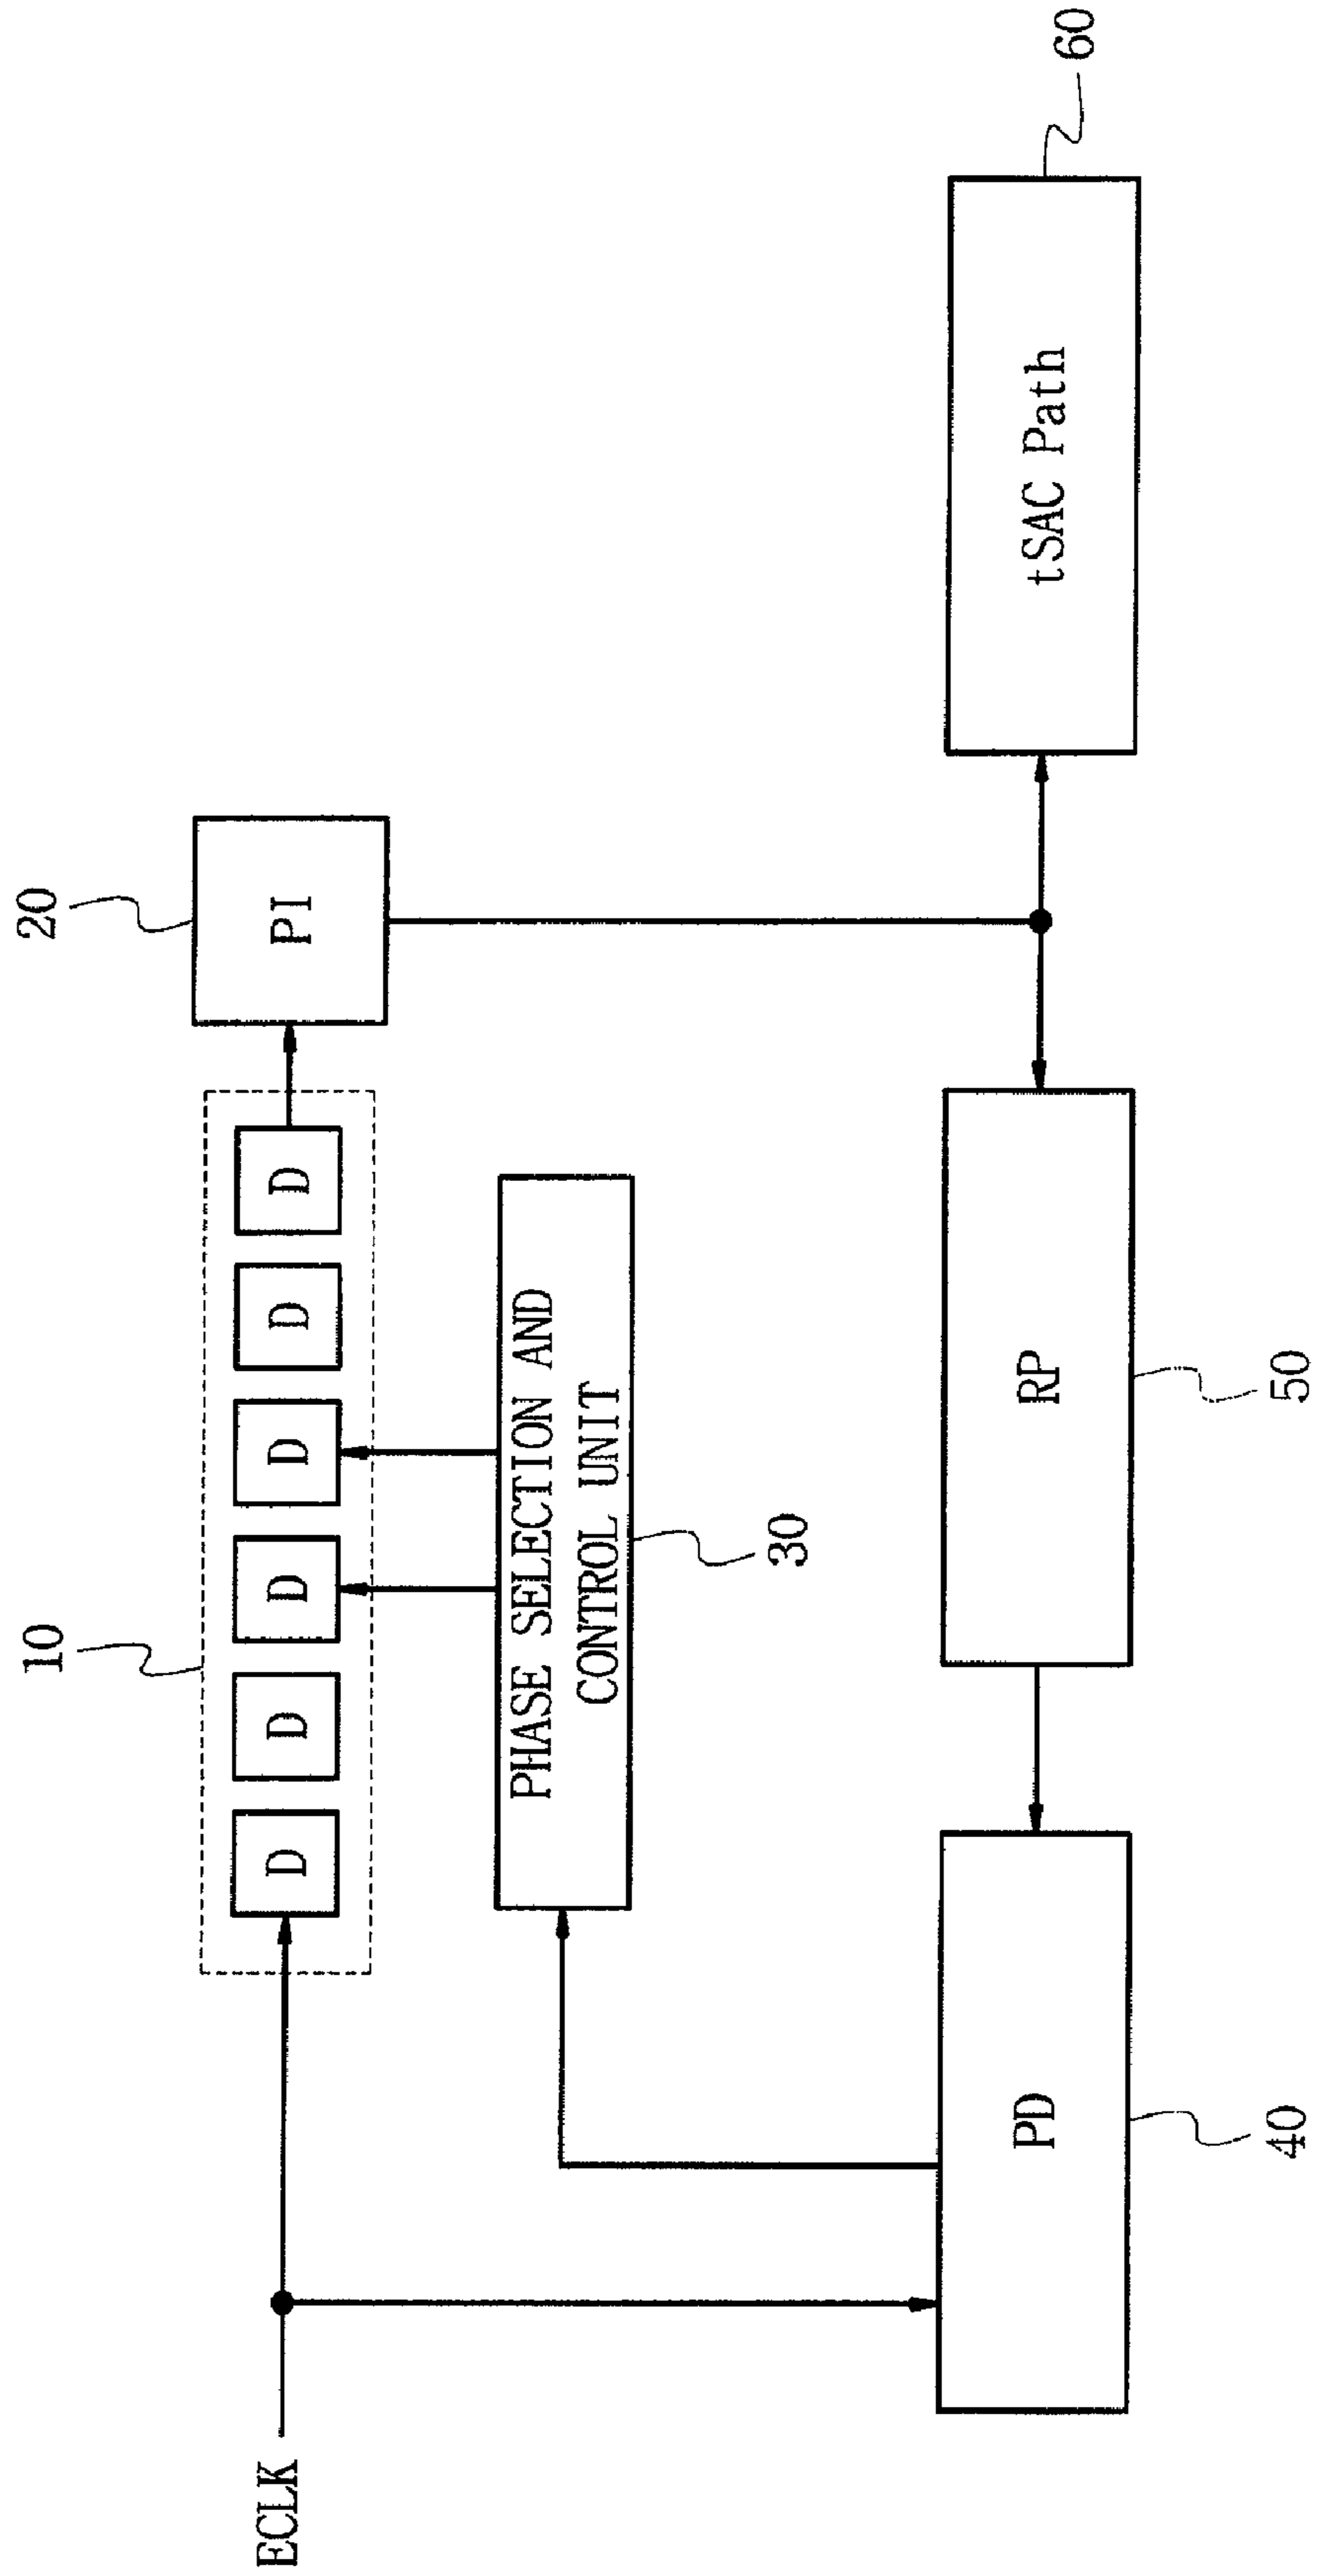 10
20
ECLK
D
D
D
D
D
D
PI
PHASE SELECTION AND
CONTROL UNIT
30
PD
RP
tSAC Path
40
50
60